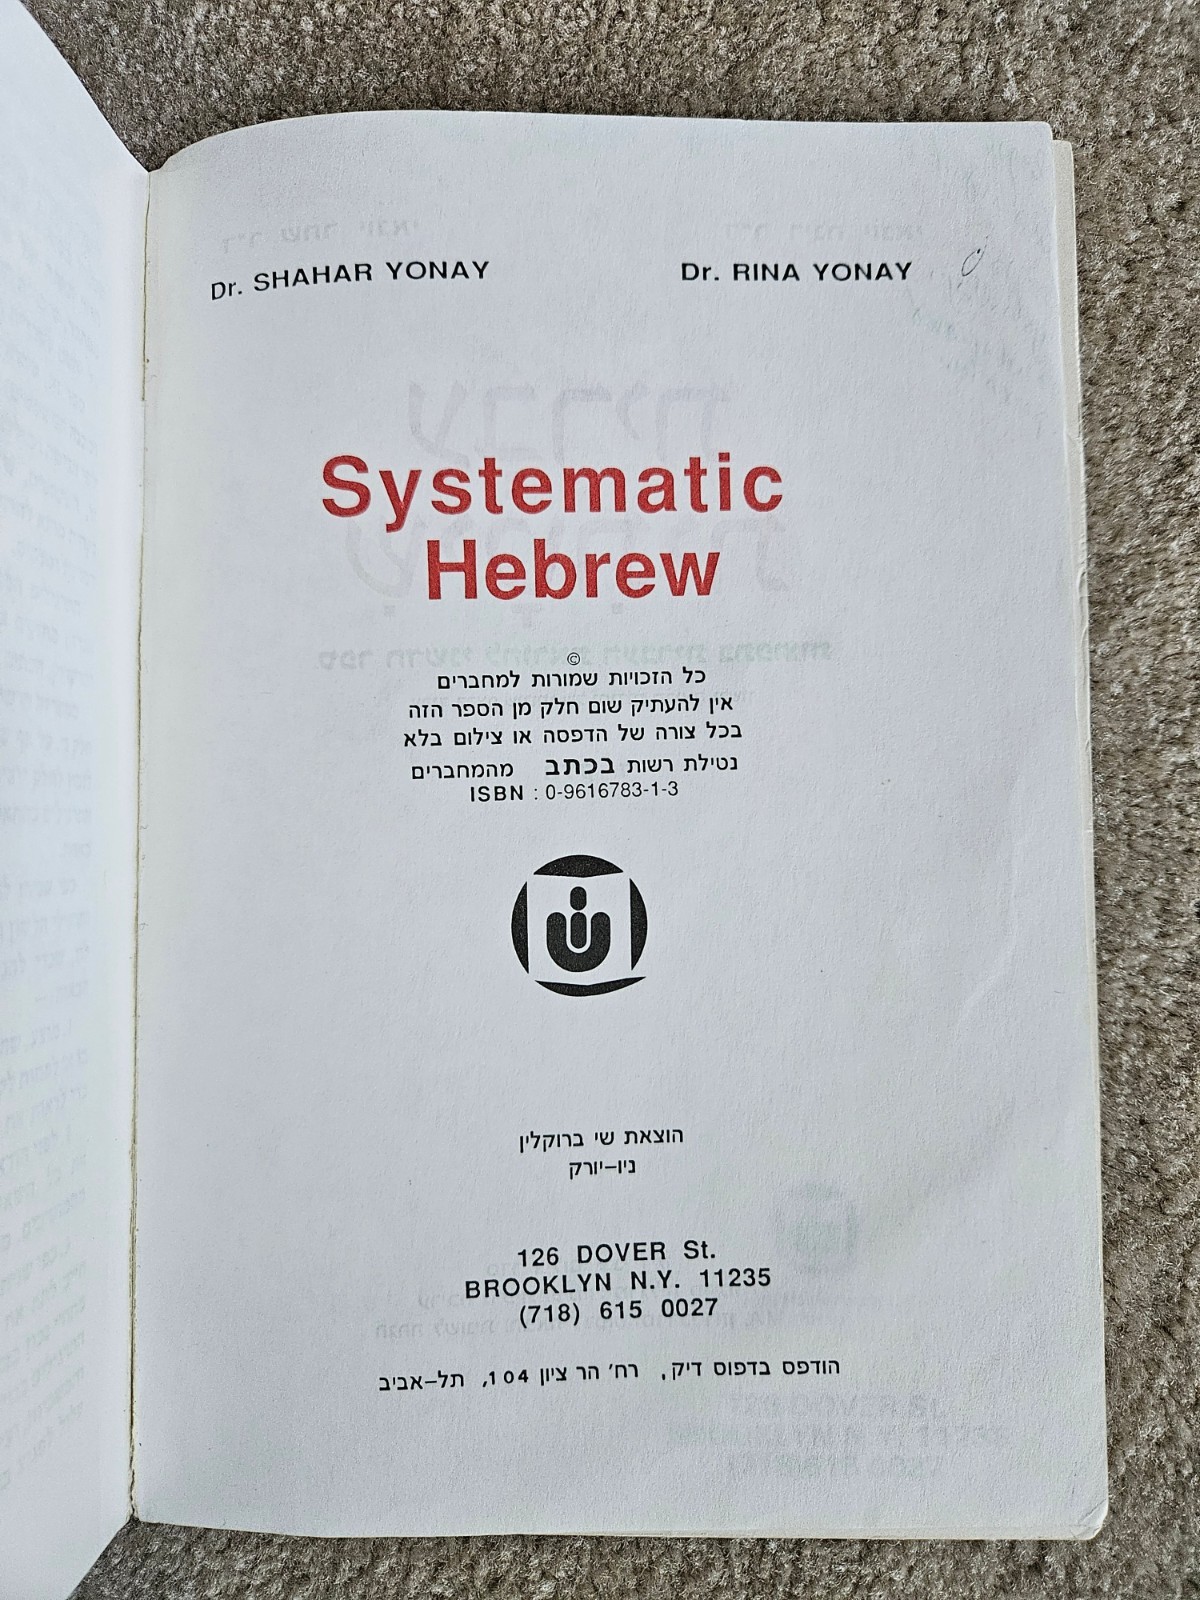 Dr. SHAHAR YONAY Dr. RINA YONAY
Systematic
Hebrew
©
כל הזכויות שמורות למחברים
אין להעתיק שום חלק מן הספר הזה
בכל צורה של הדפסה או צילום בלא
נטילת רשות בכתב מהמחברים
ISBN : 0-9616783-1-3
הוצאת שי ברוקלין
ניו–יורק
126 DOVER St.
BROOKLYN N.Y. 11235
(718) 615 0027
הודפס בדפוס דיק, רח' הר ציון 104, תל–אביב